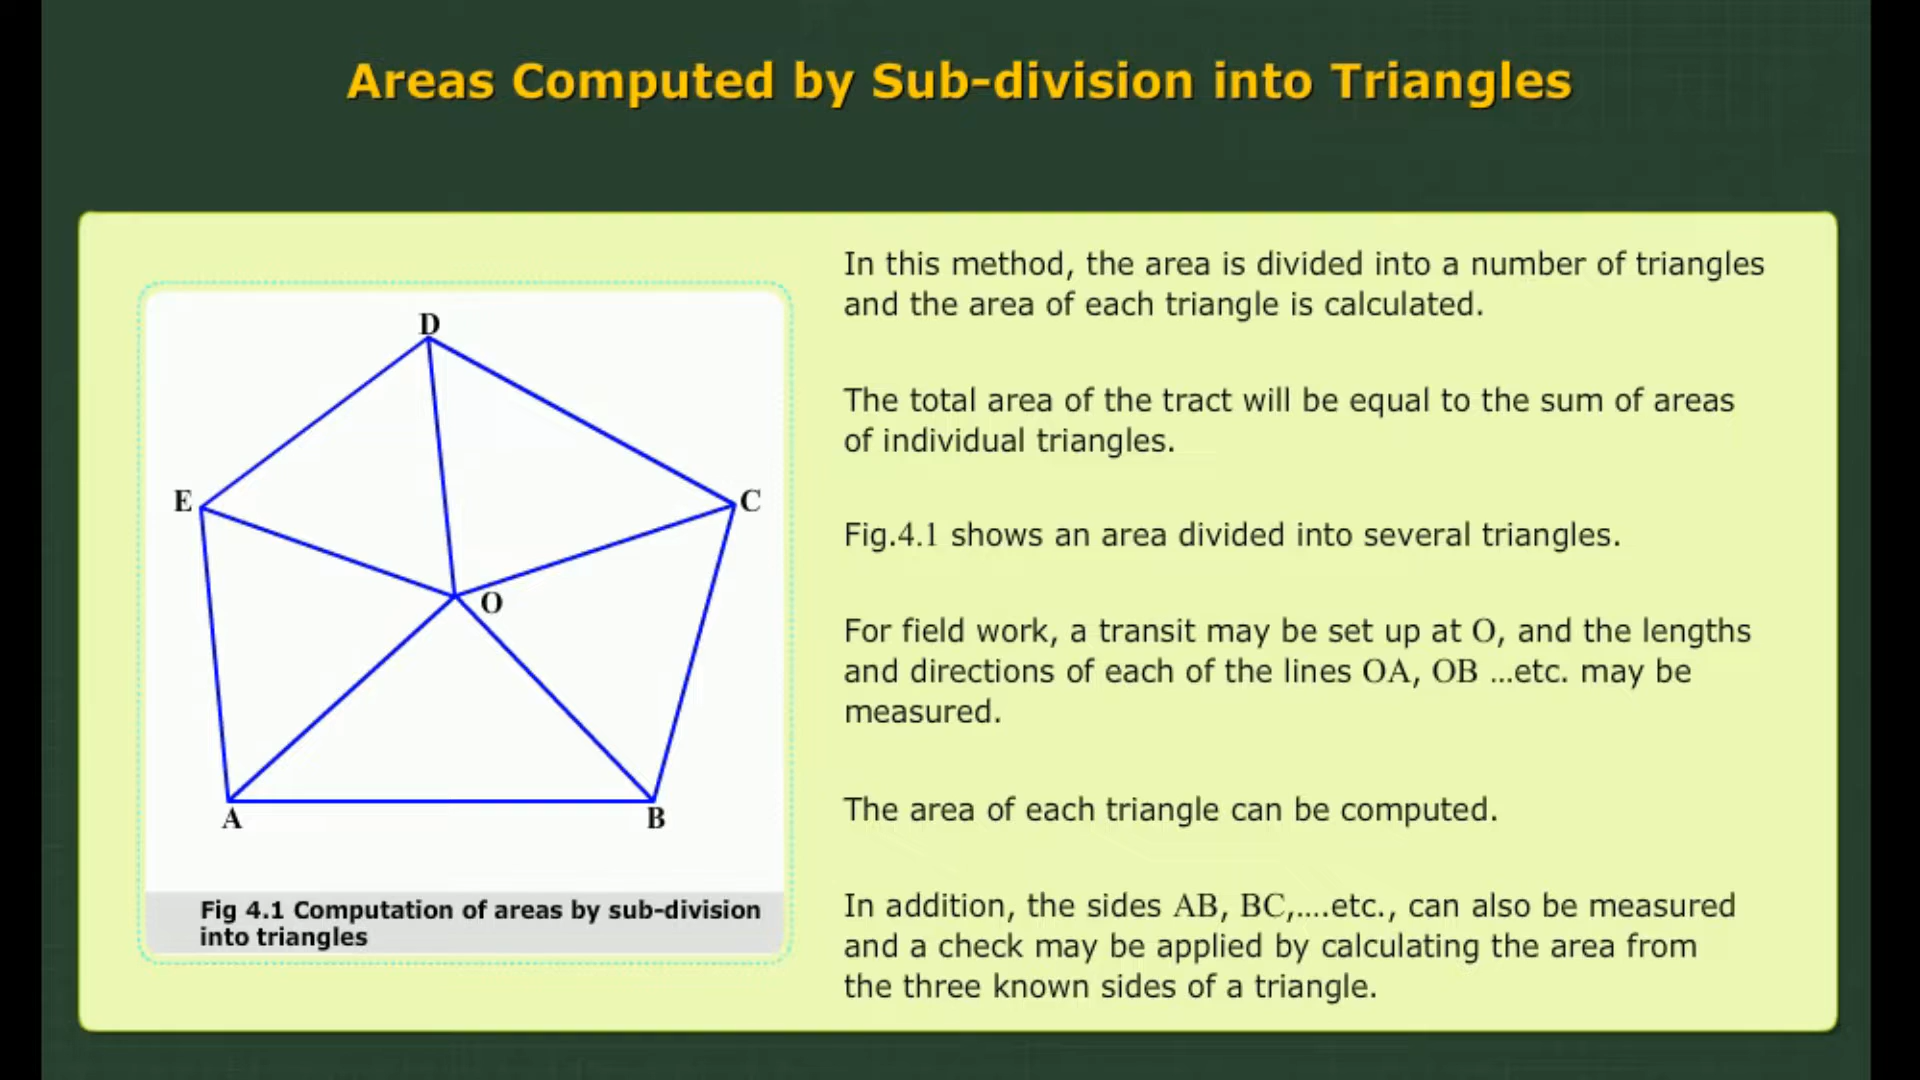 Areas Computed by Sub-division into Triangles
D
E
C
O
A
B
Fig 4.1 Computation of areas by sub-division
into triangles
In this method, the area is divided into a number of triangles
and the area of each triangle is calculated.
The total area of the tract will be equal to the sum of areas
of individual triangles.
Fig.4.1 shows an area divided into several triangles.
For field work, a transit may be set up at O, and the lengths
and directions of each of the lines OA, OB ...etc. may be
measured.
The area of each triangle can be computed.
In addition, the sides AB, BC,....etc., can also be measured
and a check may be applied by calculating the area from
the three known sides of a triangle.